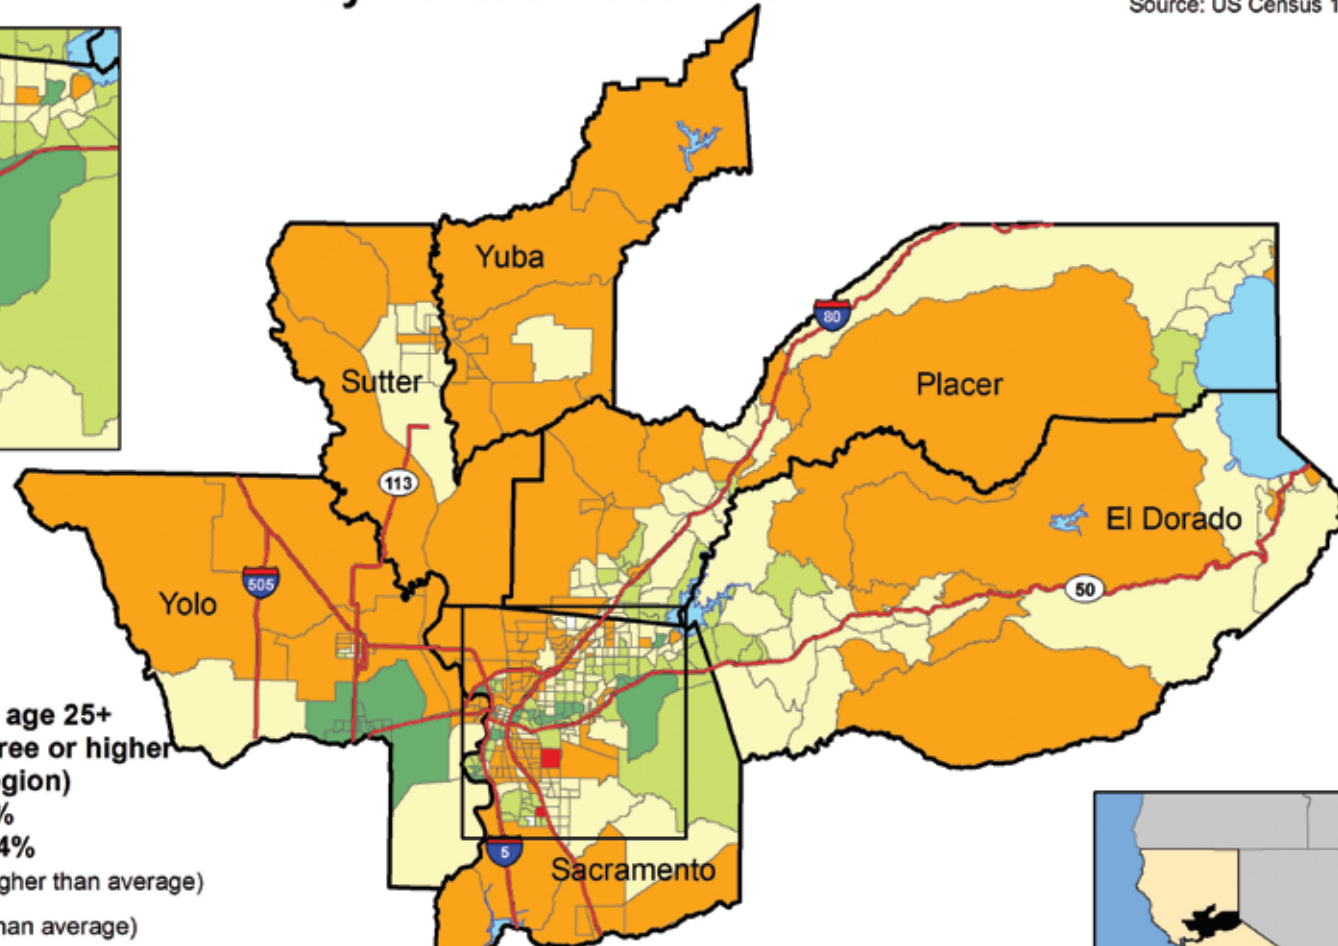 Source: US Census 1
Yuba
80
Sutter
Placer
113
El Dorado
505
Yolo
50
age 25+
ree or higher
gion)
%
4%
gher than average)
5
Sacramento
han average)